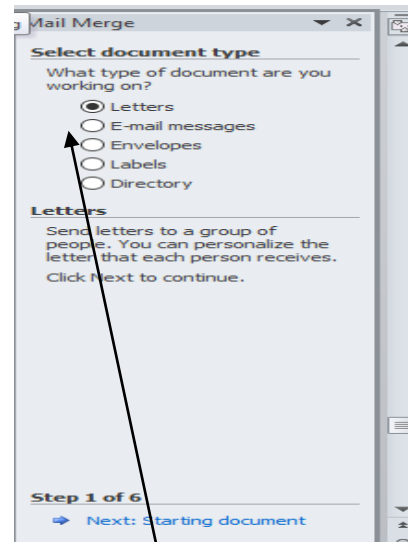 Mail Merge
Select document type
What type of document are you
working on?
Letters
E-mail messages
Envelopes
Labels
Directory
Letters
Send letters to a group of
people. You can personalize the
letter that each person receives.
Click Next to continue.
Step 1 of 6
Next: Starting document